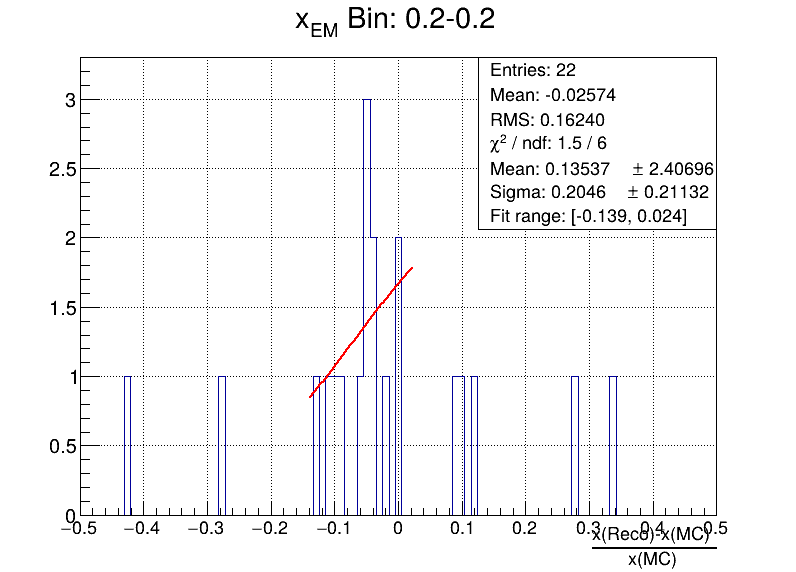 x_EM Bin: 0.2-0.2
Entries: 22
Mean: -0.02574
RMS: 0.16240
χ² / ndf: 1.5 / 6
Mean: 0.13537 ± 2.40696
Sigma: 0.2046 ± 0.21132
Fit range: [-0.139, 0.024]
3
2.5
2
1.5
1
0.5
0
−0.5 −0.4 −0.3 −0.2 −0.1 0 0.1 0.2 0.3 0.4 0.5
x(Reco)-x(MC)
x(MC)